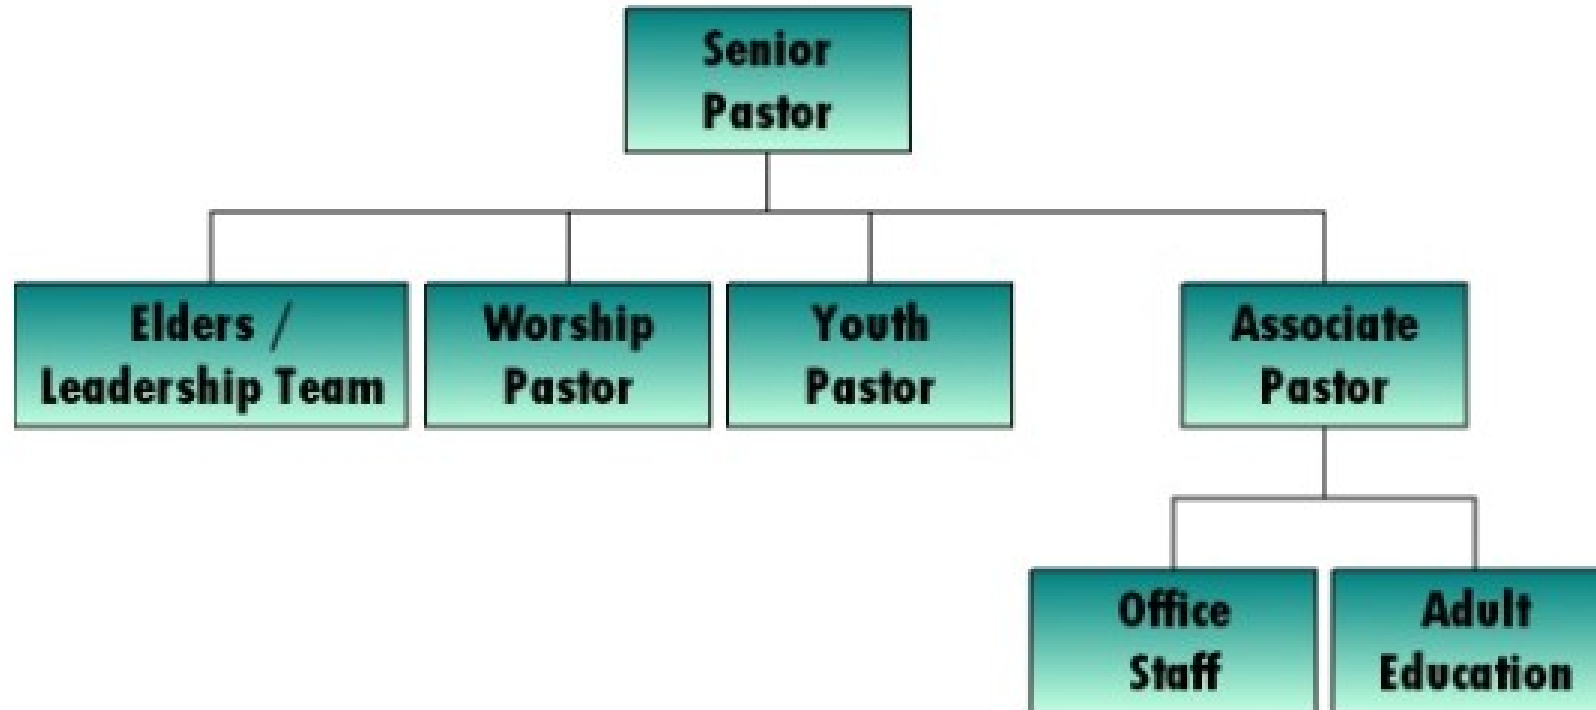 Senior
Pastor
Elders /
Leadership Team
Worship
Pastor
Youth
Pastor
Associate
Pastor
Office
Staff
Adult
Education